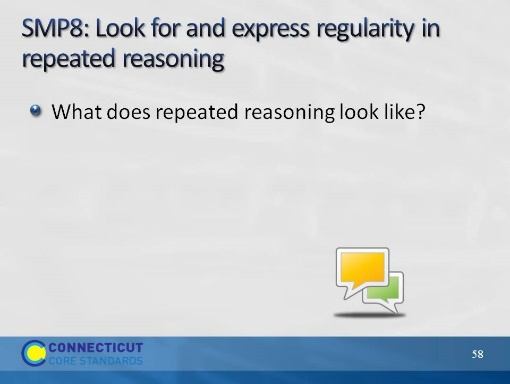 SMP8: Look for and express regularity in
repeated reasoning
What does repeated reasoning look like?
CONNECTICUT
CORE STANDARDS
58